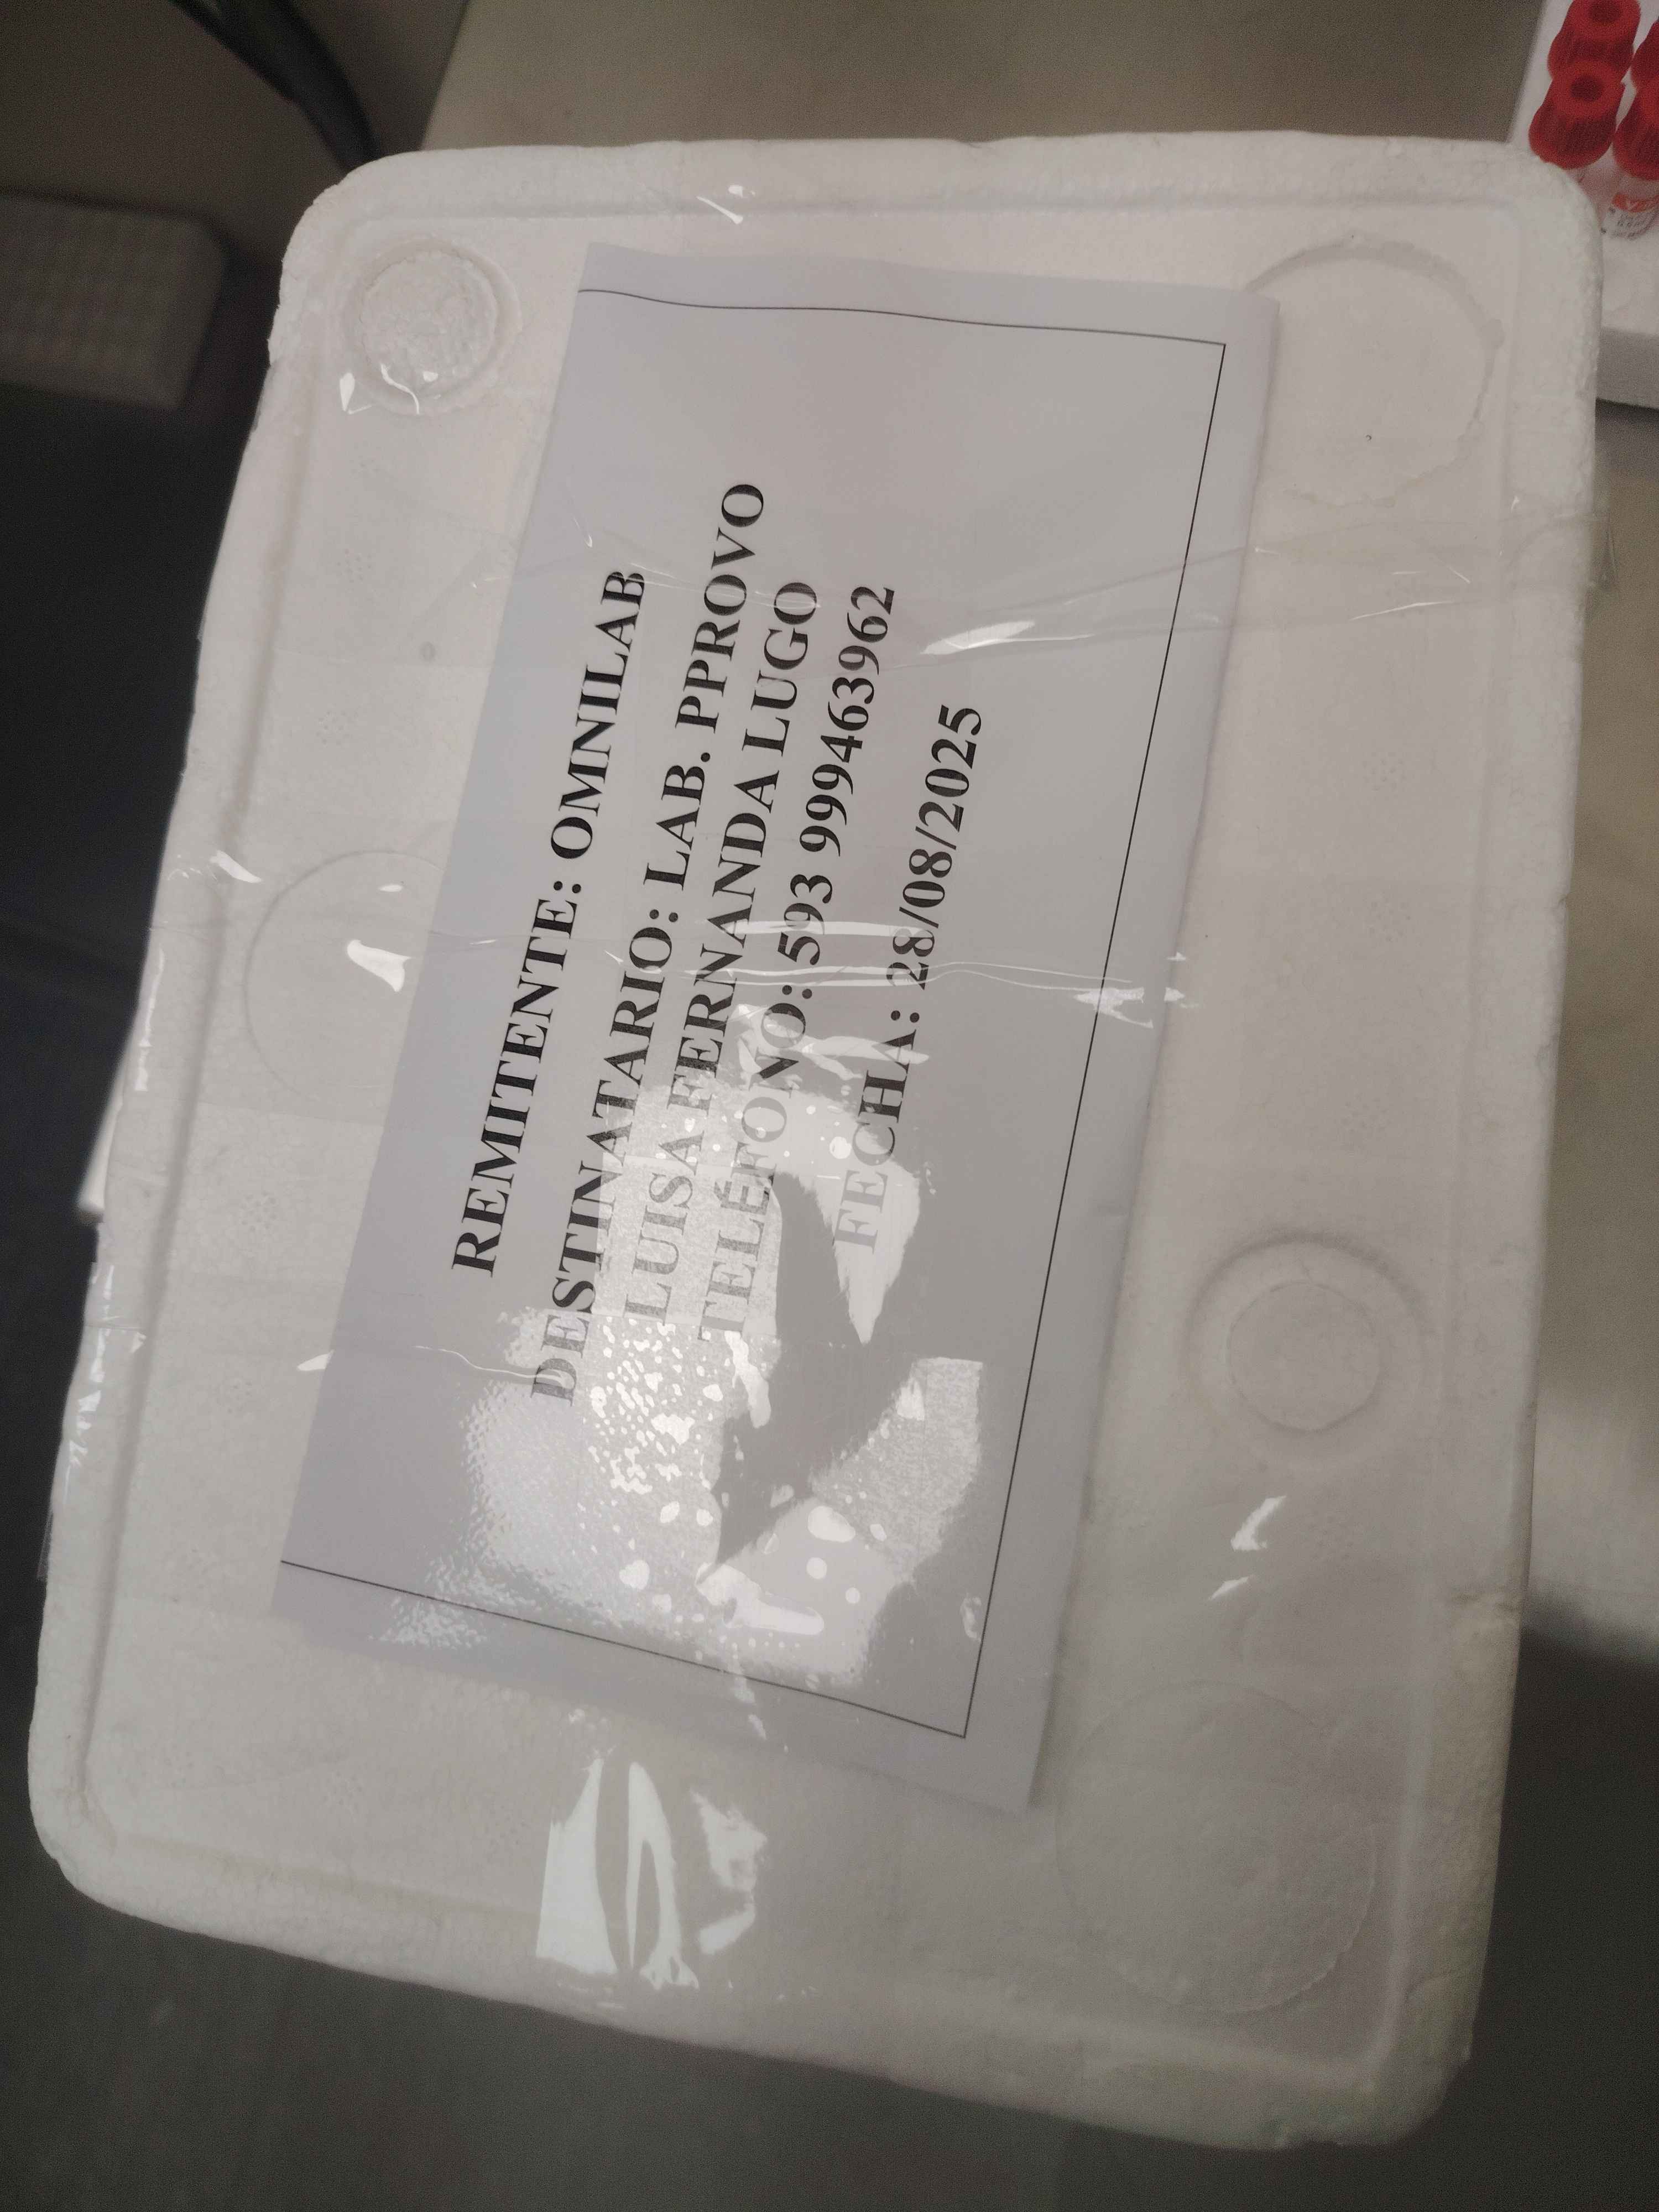 REMITENTE: OMNILAB
DESTINATARIO: LAB. PPROVO
LUISA FERNANDA LUGO
TELÉFONO: 593 999463962
FECHA: 28/08/2025